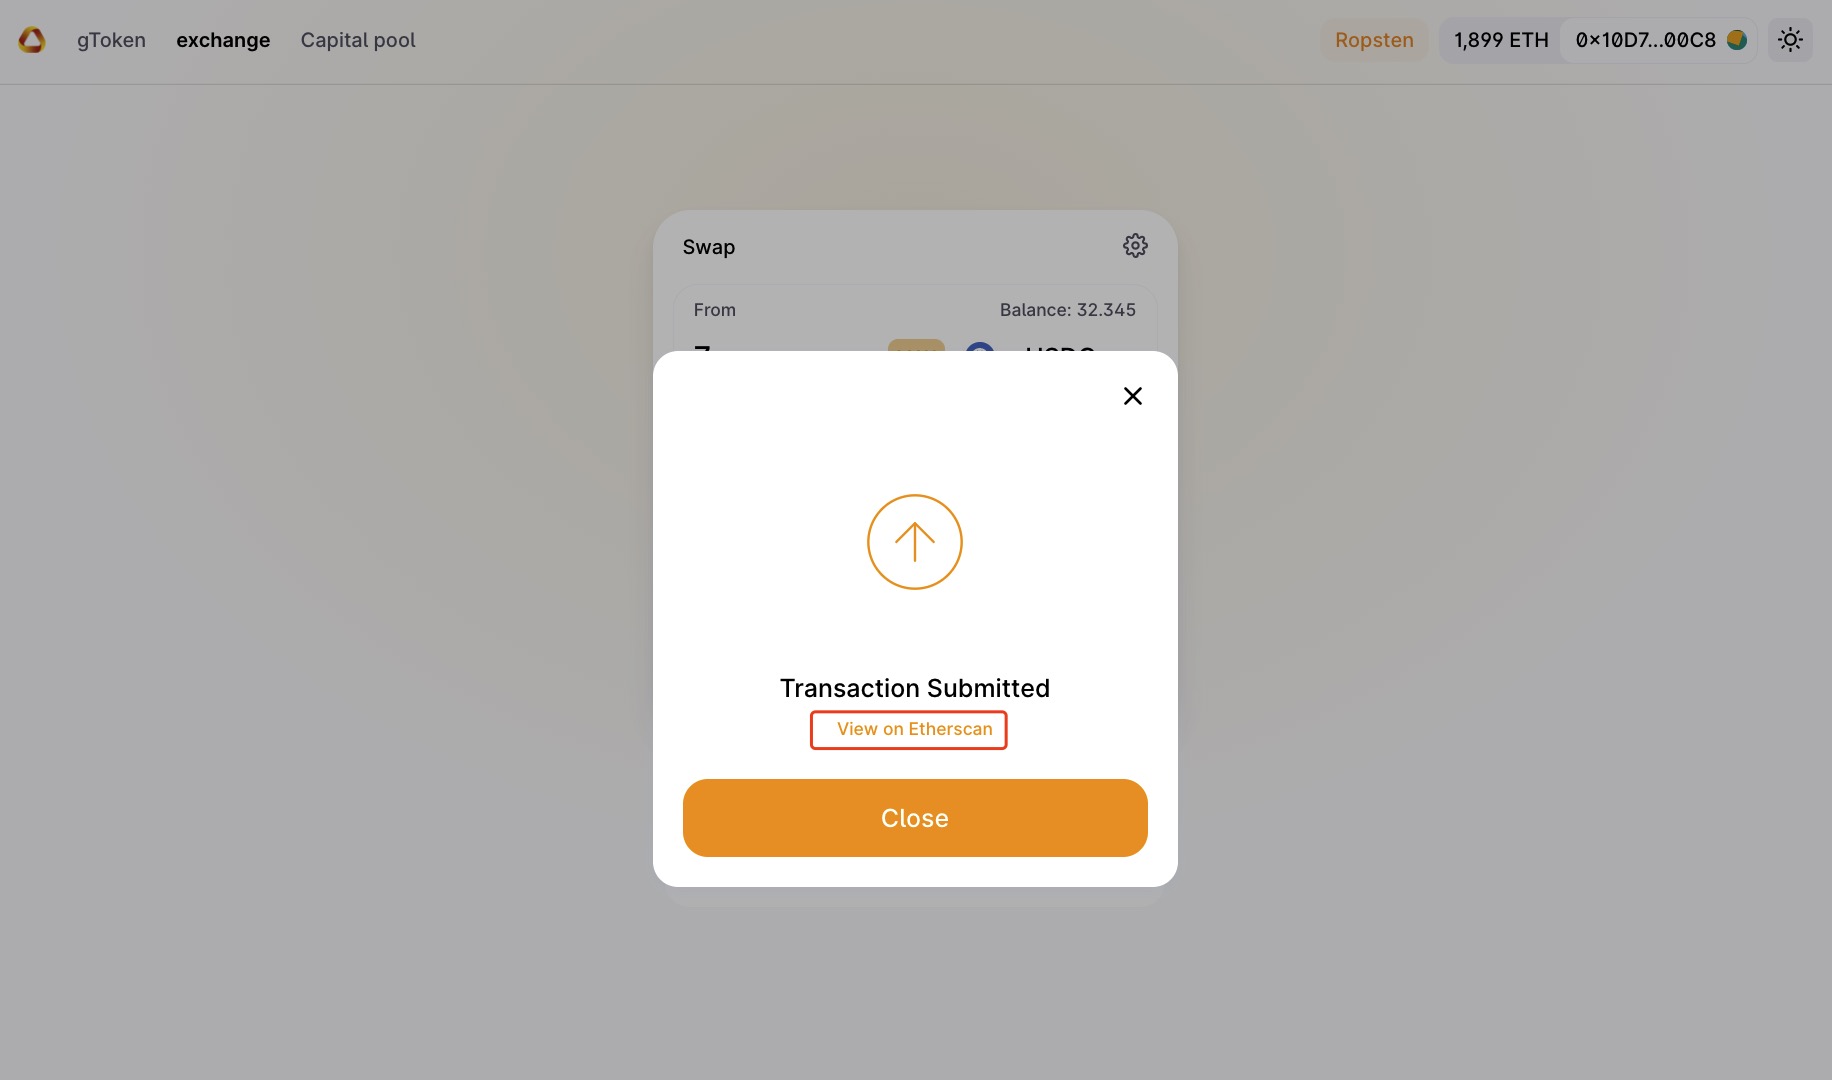 gToken exchange Capital pool Ropsten 1,899 ETH 0×10D7...00C8
Swap
From Balance: 32.345
Transaction Submitted
View on Etherscan
Close